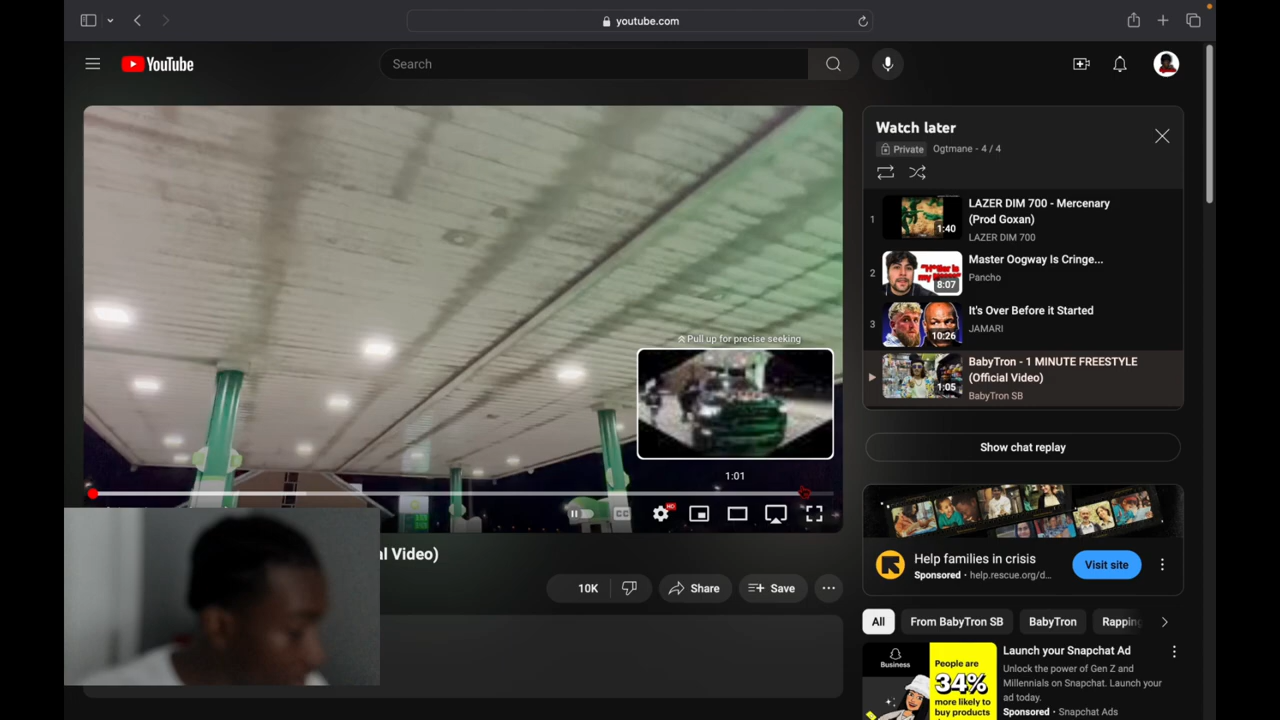 youtube.com
YouTube
Search
Pull up for precise seeking
1:01
CC
HD
al Video)
10K
Share
Save
Watch later
Private
Ogtmane - 4 / 4
1
1:40
LAZER DIM 700 - Mercenary
(Prod Goxan)
LAZER DIM 700
2
8:07
Master Oogway Is Cringe...
Pancho
3
10:26
It's Over Before it Started
JAMARI
1:05
BabyTron - 1 MINUTE FREESTYLE
(Official Video)
BabyTron SB
Show chat replay
Help families in crisis
Sponsored • help.rescue.org/d...
Visit site
All
From BabyTron SB
BabyTron
Rapping
Business
People are
34%
more likely to
buy products
Launch your Snapchat Ad
Unlock the power of Gen Z and
Millennials on Snapchat. Launch your
ad today.
Sponsored • Snapchat Ads